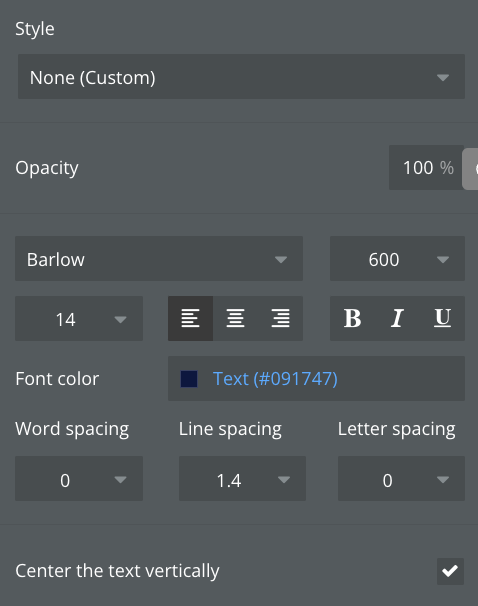 Style
None (Custom)
Opacity
100 %
Barlow
600
14
B I U
Font color
Text (#091747)
Word spacing
Line spacing
Letter spacing
0
1.4
0
Center the text vertically